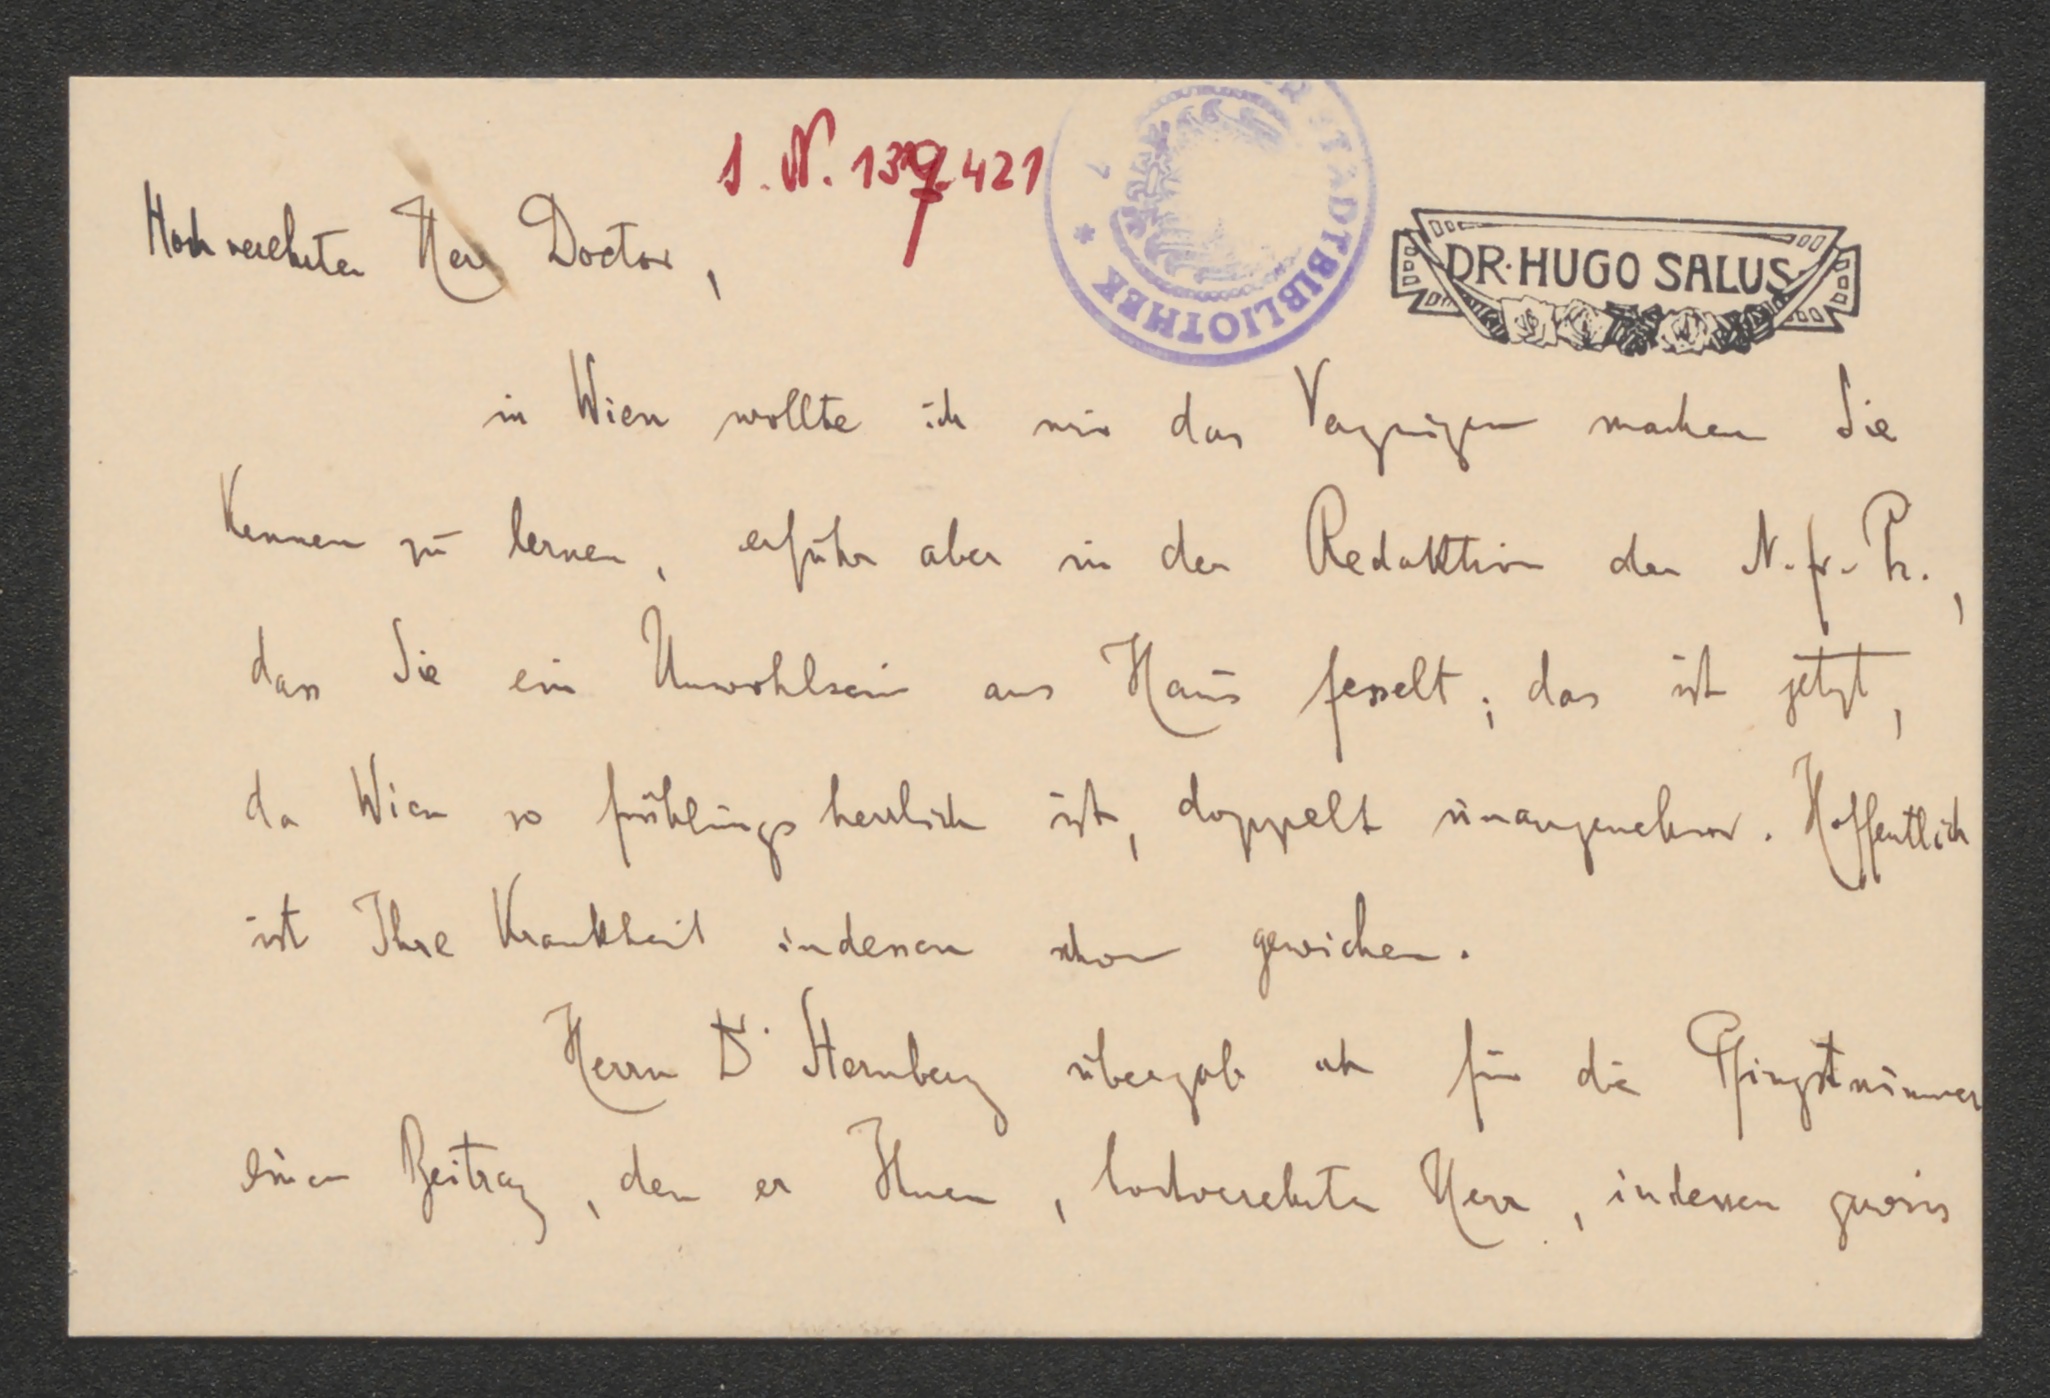 I. N. 137.421
STADTBIBLIOTHEK
DR. HUGO SALUS
Hochverehrter Herr Doctor,
in Wien wollte ich mir das Vergnügen machen Sie
kennen zu lernen, erfuhr aber in der Redaktion der N. fr. Pr.,
dass Sie ein Unwohlsein ans Haus fesselt; das ist jetzt,
da Wien so frühlingsherrlich ist, doppelt unangenehm. Hoffentlich
ist Ihre Krankheit indessen schon gewichen.
Herrn Dr. Sternberg übergab ich für die Pfingstnummer
einen Beitrag, den er Ihnen, hochverehrter Herr, indessen gewiss